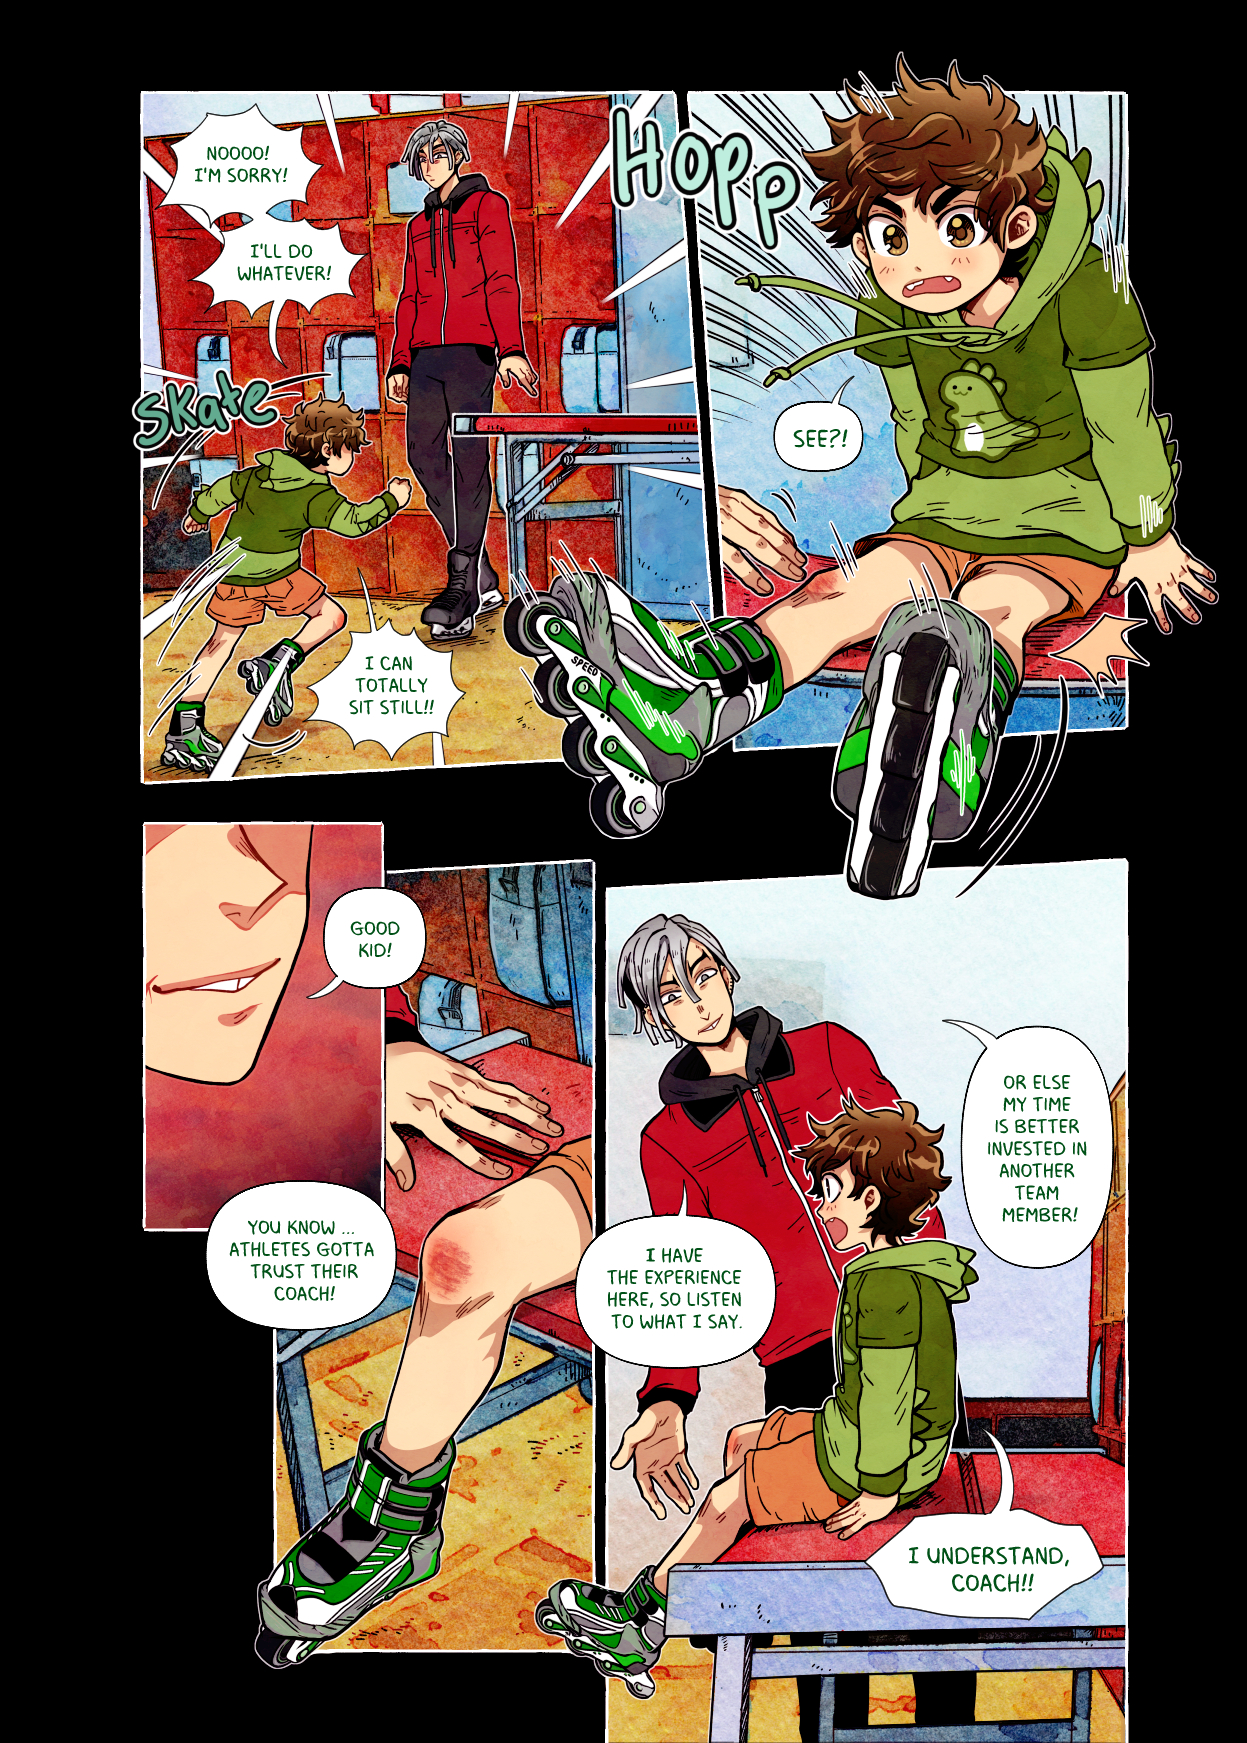 NOOOO!
I'M SORRY!
I'LL DO
WHATEVER!
SKate
I CAN
TOTALLY
SIT STILL!!
HOPP
SEE?!
SPEED
GOOD
KID!
YOU KNOW ...
ATHLETES GOTTA
TRUST THEIR
COACH!
OR ELSE
MY TIME
IS BETTER
INVESTED IN
ANOTHER
TEAM
MEMBER!
I HAVE
THE EXPERIENCE
HERE, SO LISTEN
TO WHAT I SAY.
I UNDERSTAND,
COACH!!